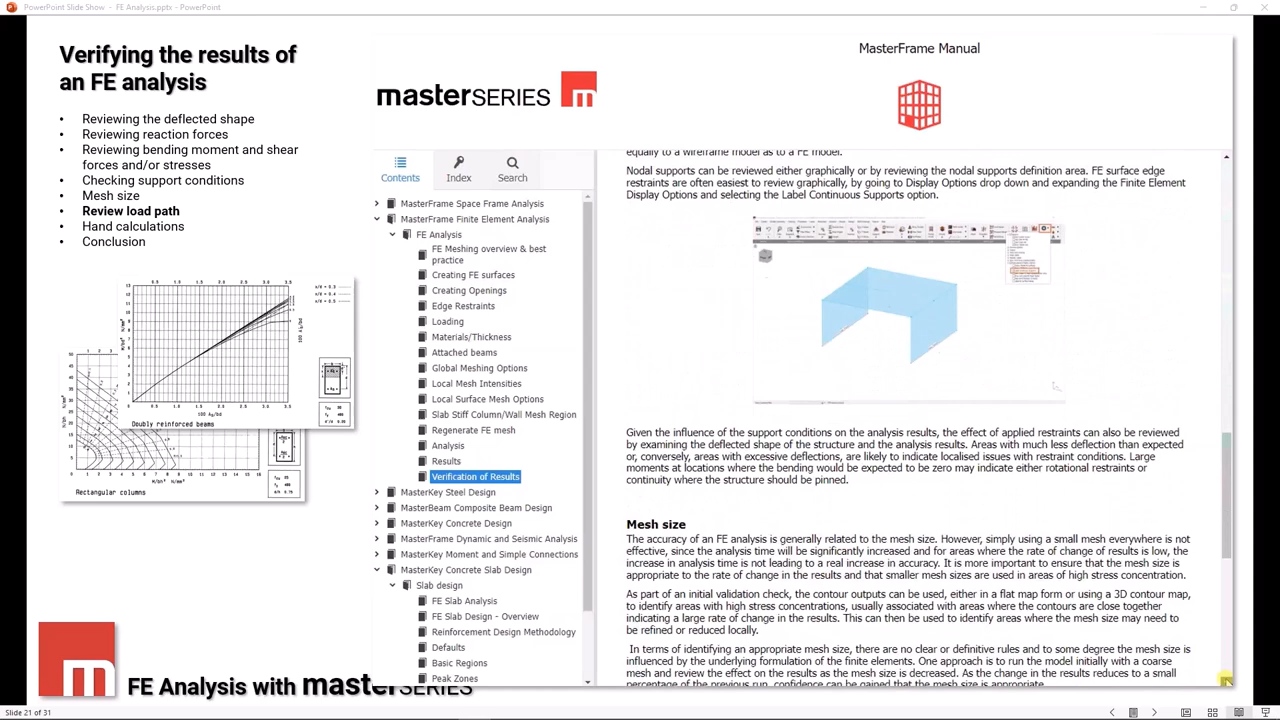 PowerPoint Slide Show - FE Analysis.pptx - PowerPoint
Verifying the results of
an FE analysis
• Reviewing the deflected shape
• Reviewing reaction forces
• Reviewing bending moment and shear
forces and/or stresses
• Checking support conditions
• Mesh size
• Review load path
• Hand calculations
• Conclusion
Doubly reinforced beams
Rectangular columns
FE Analysis with masterSERIES
MasterFrame Manual
masterSERIES
Contents
Index
Search
MasterFrame Space Frame Analysis
MasterFrame Finite Element Analysis
FE Analysis
FE Meshing overview & best
practice
Creating FE surfaces
Creating Openings
Edge Restraints
Loading
Materials/Thickness
Attached beams
Global Meshing Options
Local Mesh Intensities
Local Surface Mesh Options
Slab Stiff Column/Wall Mesh Region
Regenerate FE mesh
Analysis
Results
Verification of Results
MasterKey Steel Design
MasterBeam Composite Beam Design
MasterKey Concrete Design
MasterFrame Dynamic and Seismic Analysis
MasterKey Moment and Simple Connections
MasterKey Concrete Slab Design
Slab design
FE Slab Analysis
FE Slab Design - Overview
Reinforcement Design Methodology
Defaults
Basic Regions
Peak Zones
equally to a wireframe model as to a FE model.
Nodal supports can be reviewed either graphically or by reviewing the nodal supports definition area. FE surface edge
restraints are often easiest to review graphically, by going to Display Options drop down and expanding the Finite Element
Display Options and selecting the Label Continuous Supports option.
Given the influence of the support conditions on the analysis results, the effect of applied restraints can also be reviewed
by examining the deflected shape of the structure and the analysis results. Areas with much less deflection than expected
or, conversely, areas with excessive deflections, are likely to indicate localised issues with restraint conditions. Large
moments at locations where the bending would be expected to be zero may indicate either rotational restraints or
continuity where the structure should be pinned.
Mesh size
The accuracy of an FE analysis is generally related to the mesh size. However, simply using a small mesh everywhere is not
effective, since the analysis time will be significantly increased and for areas where the rate of change of results is low, the
increase in analysis time is not leading to a real increase in accuracy. It is more important to ensure that the mesh size is
appropriate to the rate of change in the results and that smaller mesh sizes are used in areas of high stress concentration.
As part of an initial validation check, the contour outputs can be used, either in a flat map form or using a 3D contour map,
to identify areas with high stress concentrations, usually associated with areas where the contours are close together
indicating a large rate of change in the results. This can then be used to identify areas where the mesh size may need to
be refined or reduced locally.
In terms of identifying an appropriate mesh size, there are no clear or definitive rules and to some degree the mesh size is
influenced by the underlying formulation of the finite elements. One approach is to run the model initially with a coarse
mesh and review the effect on the results as the mesh size is decreased. As the change in the results reduces to a small
percentage of the previous run, confidence can be gained that the mesh size is appropriate.
Slide 21 of 31